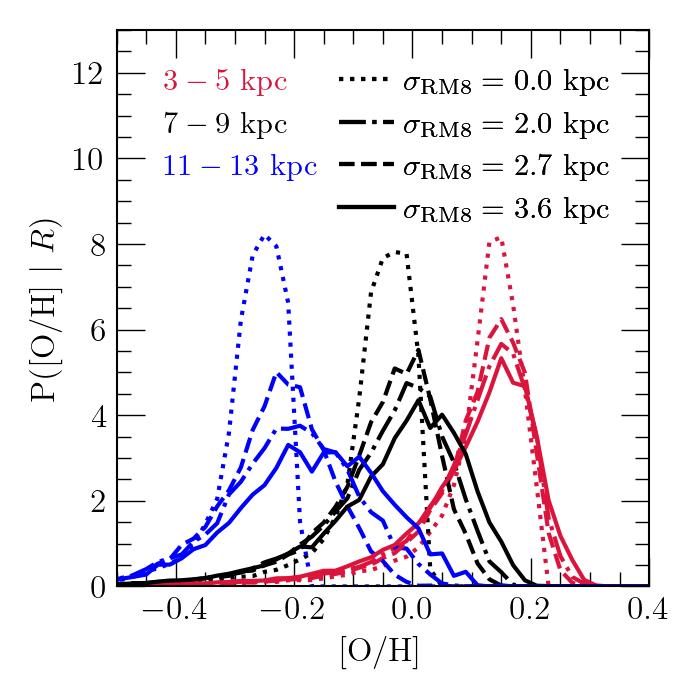 3 − 5 kpc
7 − 9 kpc
11 − 13 kpc
σRM8 = 0.0 kpc
σRM8 = 2.0 kpc
σRM8 = 2.7 kpc
σRM8 = 3.6 kpc
P([O/H] | R)
12
10
8
6
4
2
0
−0.4
−0.2
0.0
0.2
0.4
[O/H]